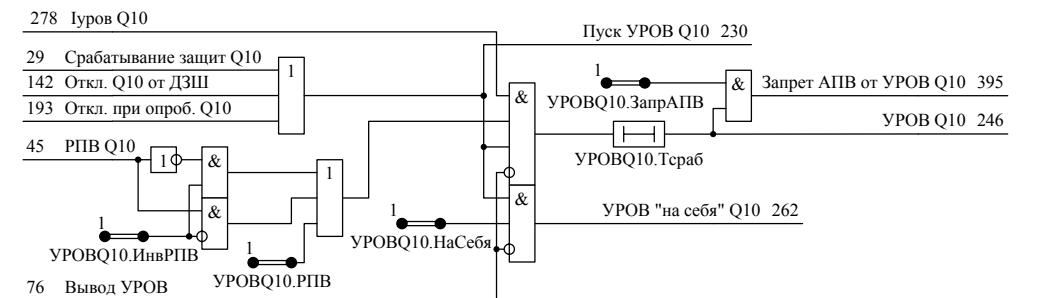 278 Iуров Q10
Пуск УРОВ Q10 230
29 Срабатывание защит Q10
1
1
&
Запрет АПВ от УРОВ Q10 395
142 Откл. Q10 от ДЗШ
&
УРОВQ10.ЗапрАПВ
193 Откл. при опроб. Q10
УРОВ Q10 246
45 РПВ Q10
1
&
1
УРОВQ10.Тсраб
&
1
1
&
УРОВ "на себя" Q10 262
УРОВQ10.НаСебя
1
УРОВQ10.ИнвРПВ
УРОВQ10.РПВ
76 Вывод УРОВ